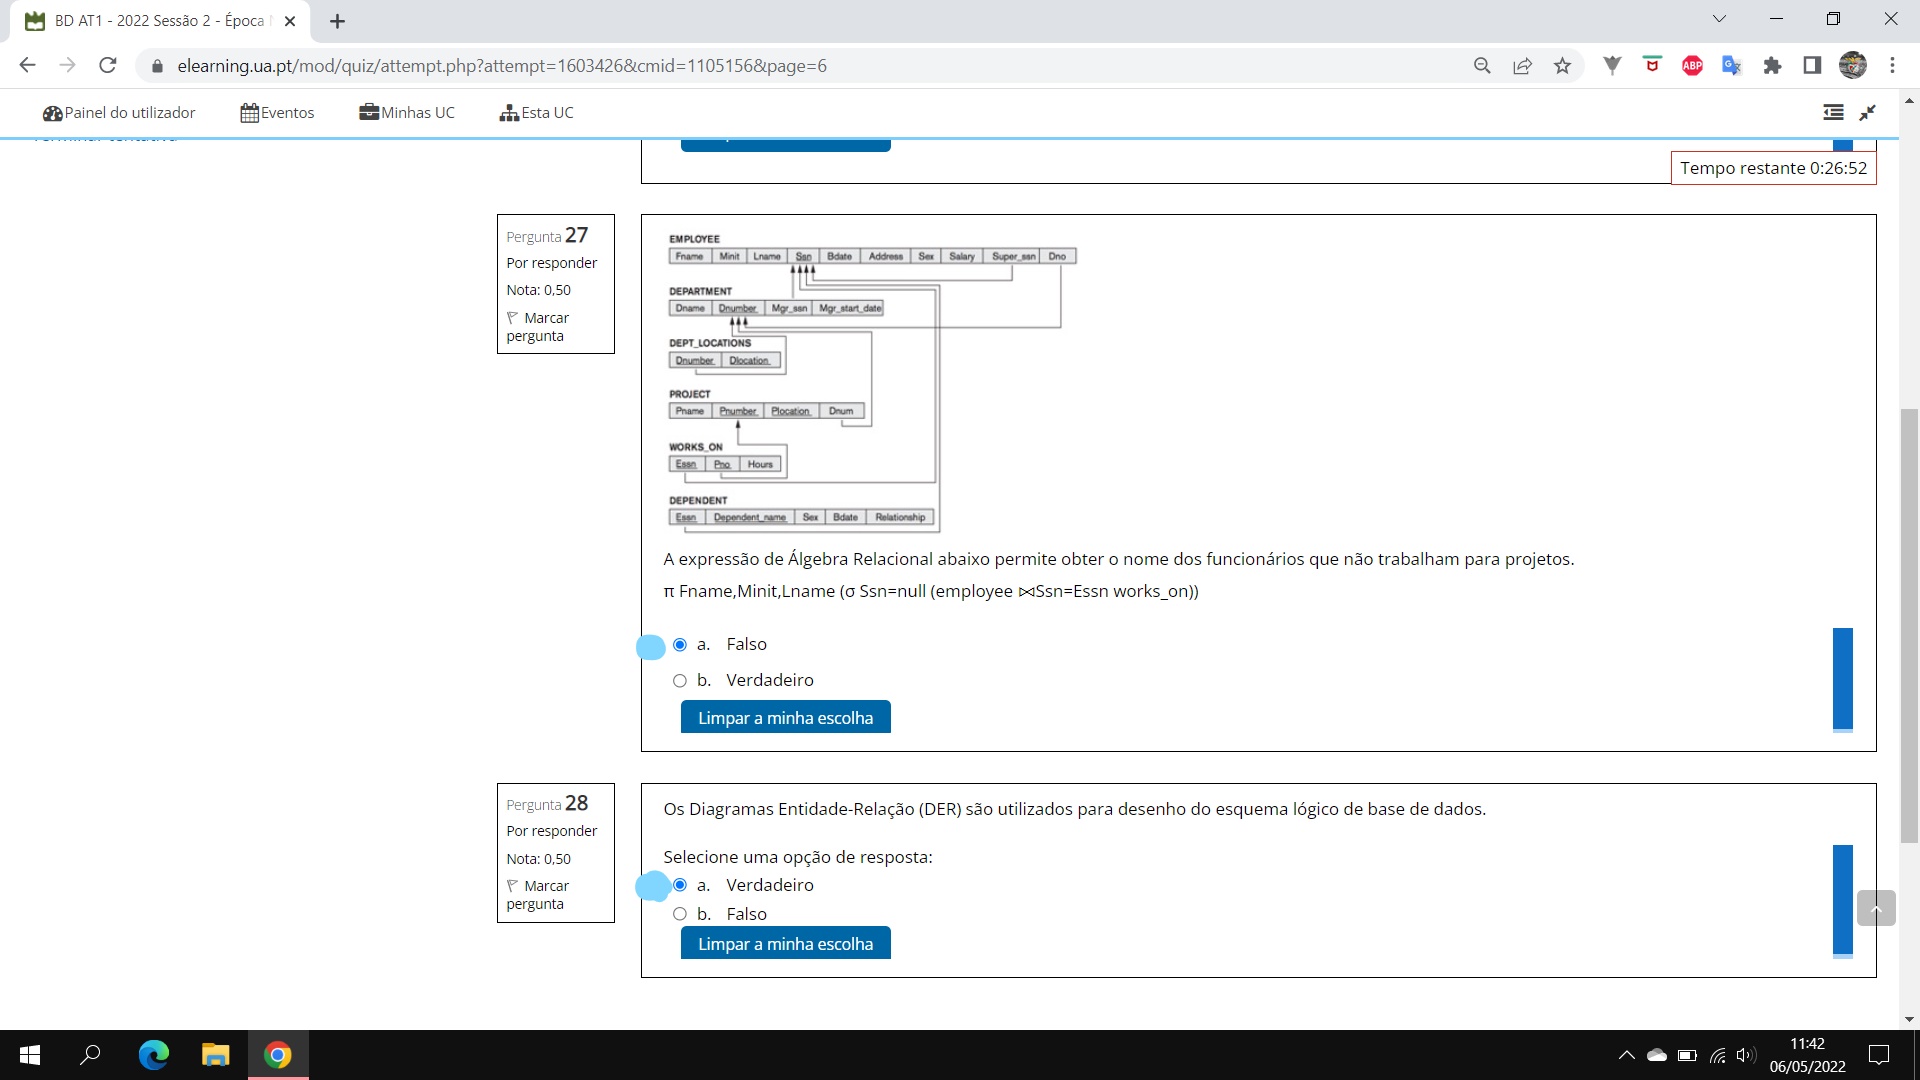 BD AT1 - 2022 Sessão 2 - Época
elearning.ua.pt/mod/quiz/attempt.php?attempt=1603426&cmid=1105156&page=6
ABP
Painel do utilizador Eventos Minhas UC Esta UC
Tempo restante 0:26:52
Pergunta 27
Por responder
Nota: 0,50
Marcar
pergunta
EMPLOYEE
Fname Minit Lname Ssn Bdate Address Sex Salary Super_ssn Dno
DEPARTMENT
Dname Dnumber Mgr_ssn Mgr_start_date
DEPT_LOCATIONS
Dnumber Dlocation
PROJECT
Pname Pnumber Plocation Dnum
WORKS_ON
Essn Pno Hours
DEPENDENT
Essn Dependent_name Sex Bdate Relationship
A expressão de Álgebra Relacional abaixo permite obter o nome dos funcionários que não trabalham para projetos.
π Fname,Minit,Lname (σ Ssn=null (employee ⋈Ssn=Essn works_on))
a. Falso
b. Verdadeiro
Limpar a minha escolha
Pergunta 28
Por responder
Nota: 0,50
Marcar
pergunta
Os Diagramas Entidade-Relação (DER) são utilizados para desenho do esquema lógico de base de dados.
Selecione uma opção de resposta:
a. Verdadeiro
b. Falso
Limpar a minha escolha
11:42
06/05/2022